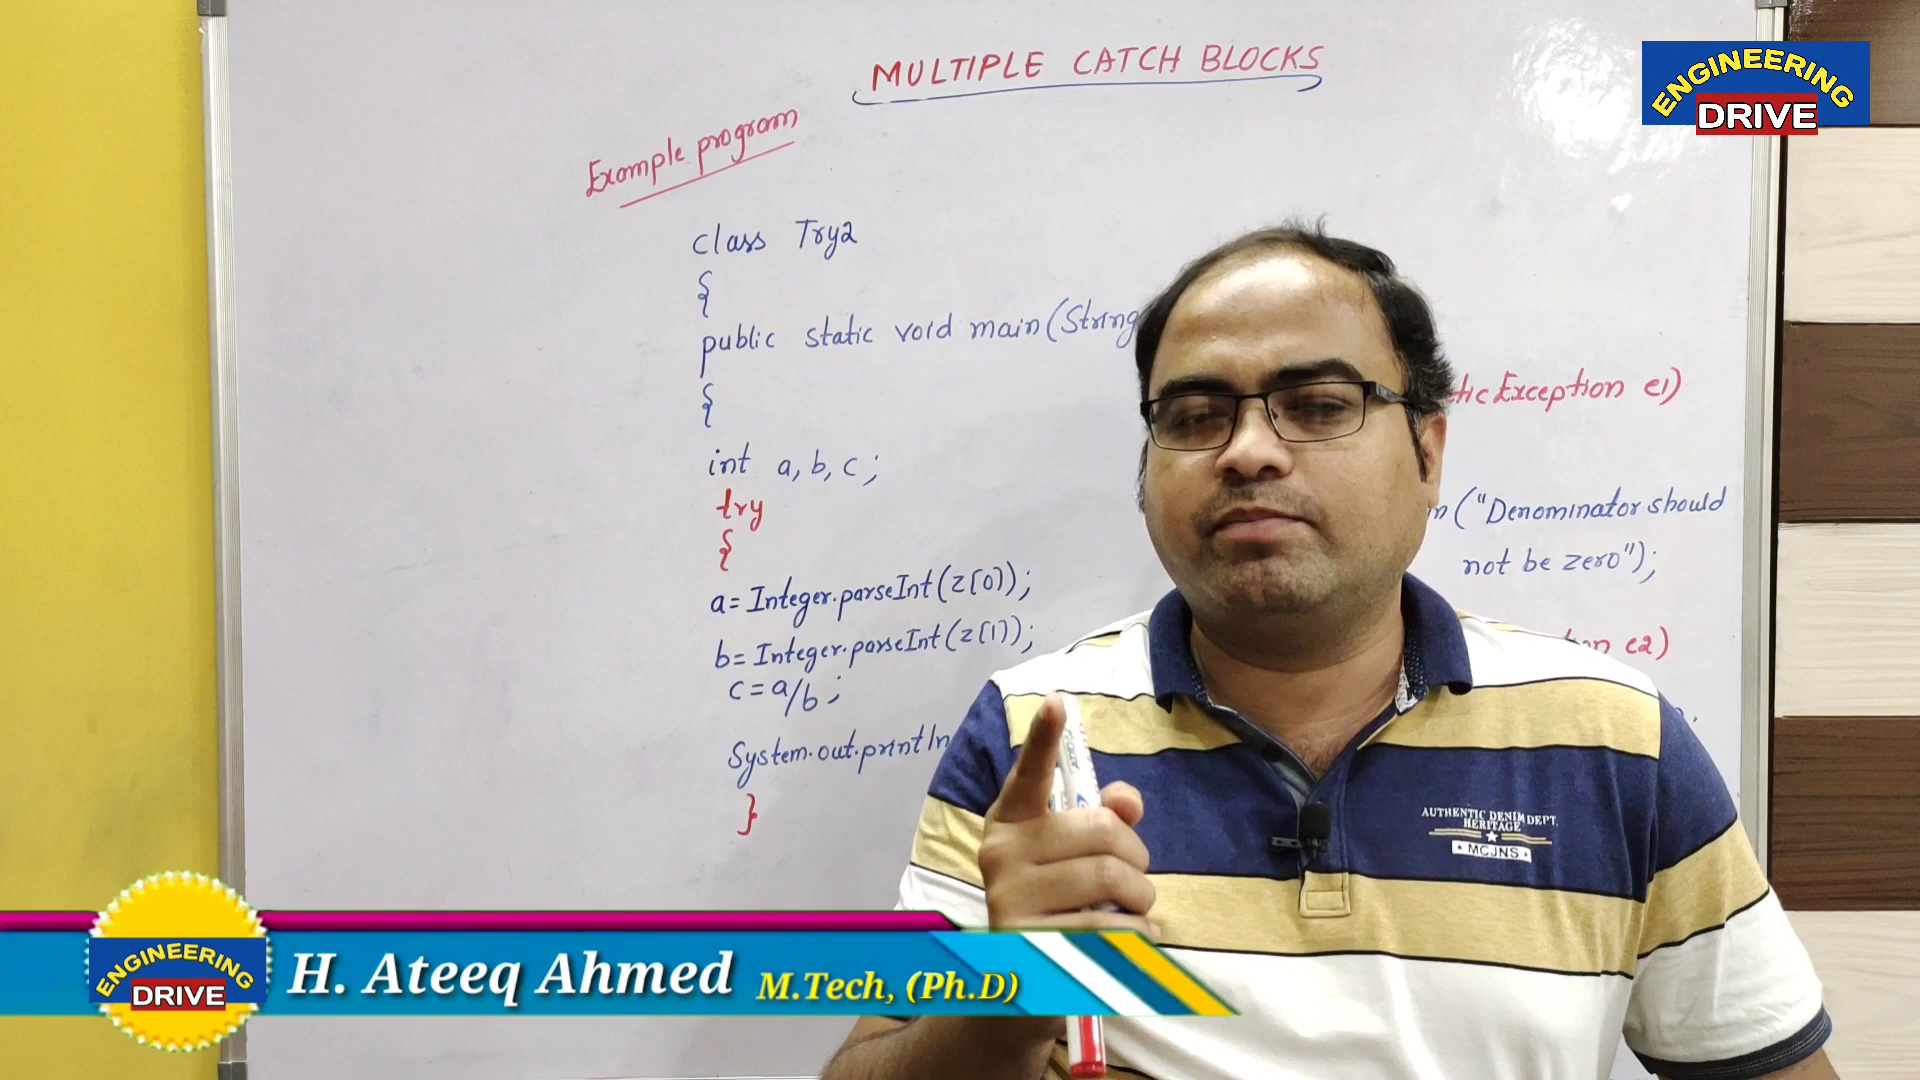 MULTIPLE CATCH BLOCKS
ENGINEERING
DRIVE
Example program
class Try2
{
public static void main(String
{
int a, b, c;
try
{
a=Integer.parseInt(z[0]);
b=Integer.parseInt(z[1]);
c=a/b;
System.out.println
}
Exception e1)
("Denominator should
not be zero");
e2)
AUTHENTIC DENIM DEPT.
HERITAGE
MCJNS
ENGINEERING
DRIVE
H. Ateeq Ahmed M.Tech, (Ph.D)